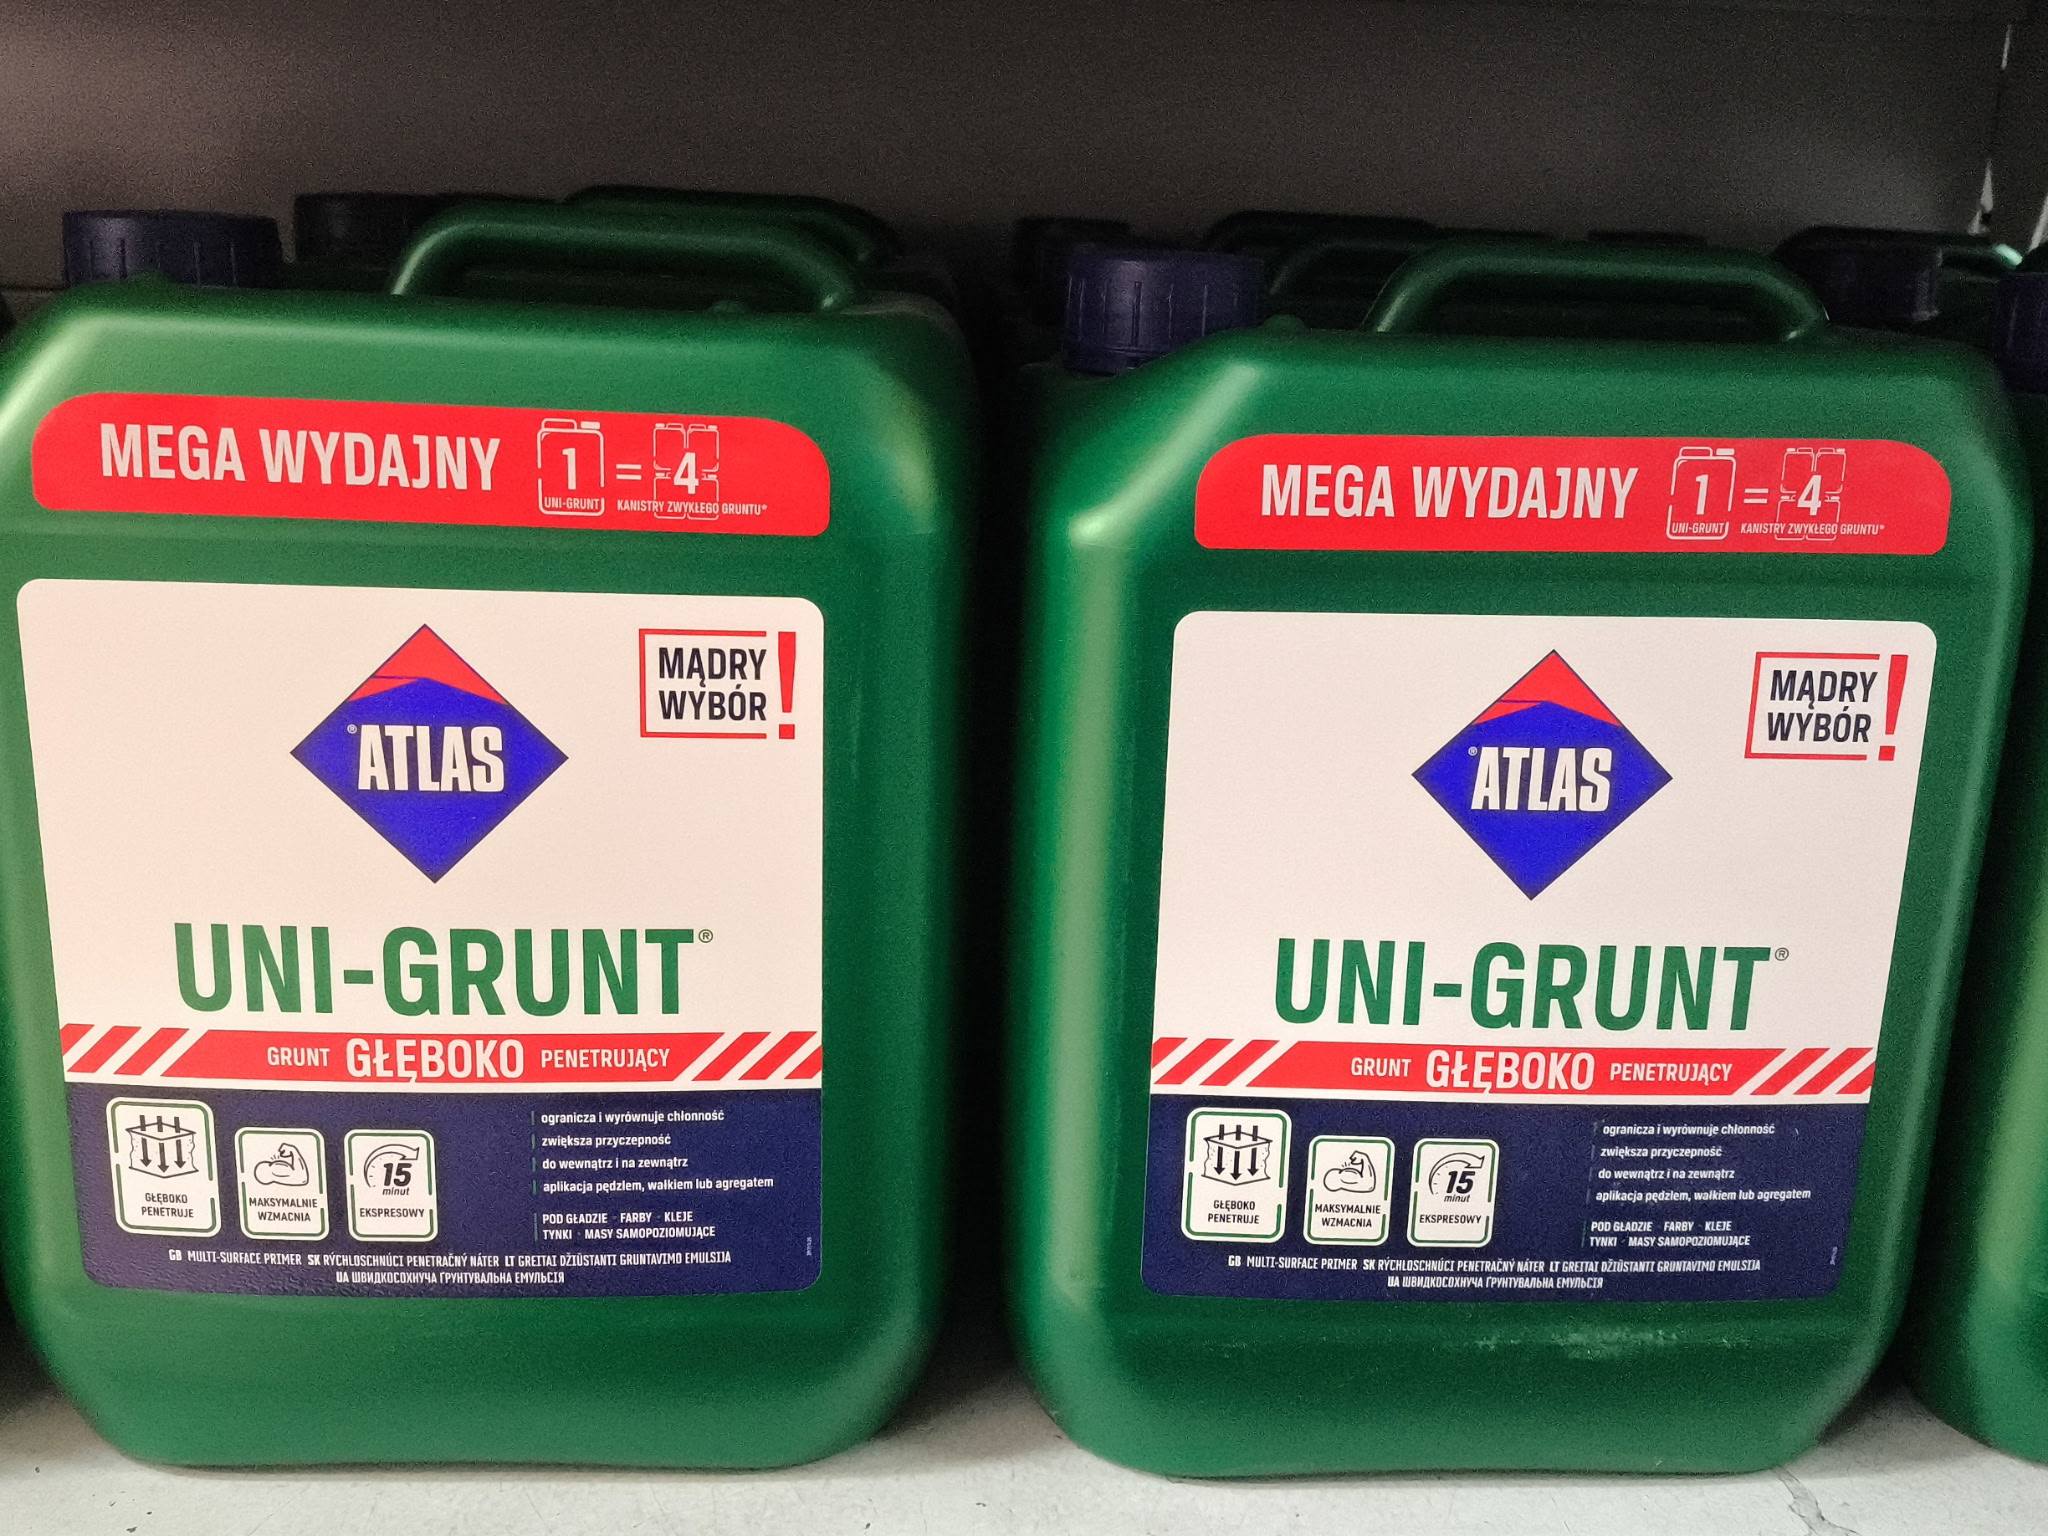 MEGA WYDAJNY 1 = 4
UNI-GRUNT KANISTRY ZWYKŁEGO GRUNTU*
MĄDRY
WYBÓR!
®ATLAS
UNI-GRUNT®
GRUNT GŁĘBOKO PENETRUJĄCY
GŁĘBOKO
PENETRUJE
MAKSYMALNIE
WZMACNIA
15
minut
EKSPRESOWY
ogranicza i wyrównuje chłonność
zwiększa przyczepność
do wewnątrz i na zewnątrz
aplikacja pędzlem, wałkiem lub agregatem
POD GŁADZIE · FARBY · KLEJE
TYNKI · MASY SAMOPOZIOMUJĄCE
GB MULTI-SURFACE PRIMER SK RÝCHLOSCHNÚCI PENETRAČNÝ NÁTER LT GREITAI DŽIŪSTANTI GRUNTAVIMO EMULSIJA
UA ШВИДКОСОХНУЧА ҐРУНТУВАЛЬНА ЕМУЛЬСІЯ
MEGA WYDAJNY 1 = 4
UNI-GRUNT KANISTRY ZWYKŁEGO GRUNTU*
MĄDRY
WYBÓR!
®ATLAS
UNI-GRUNT®
GRUNT GŁĘBOKO PENETRUJĄCY
GŁĘBOKO
PENETRUJE
MAKSYMALNIE
WZMACNIA
15
minut
EKSPRESOWY
ogranicza i wyrównuje chłonność
zwiększa przyczepność
do wewnątrz i na zewnątrz
aplikacja pędzlem, wałkiem lub agregatem
POD GŁADZIE · FARBY · KLEJE
TYNKI · MASY SAMOPOZIOMUJĄCE
GB MULTI-SURFACE PRIMER SK RÝCHLOSCHNÚCI PENETRAČNÝ NÁTER LT GREITAI DŽIŪSTANTI GRUNTAVIMO EMULSIJA
UA ШВИДКОСОХНУЧА ҐРУНТУВАЛЬНА ЕМУЛЬСІЯ